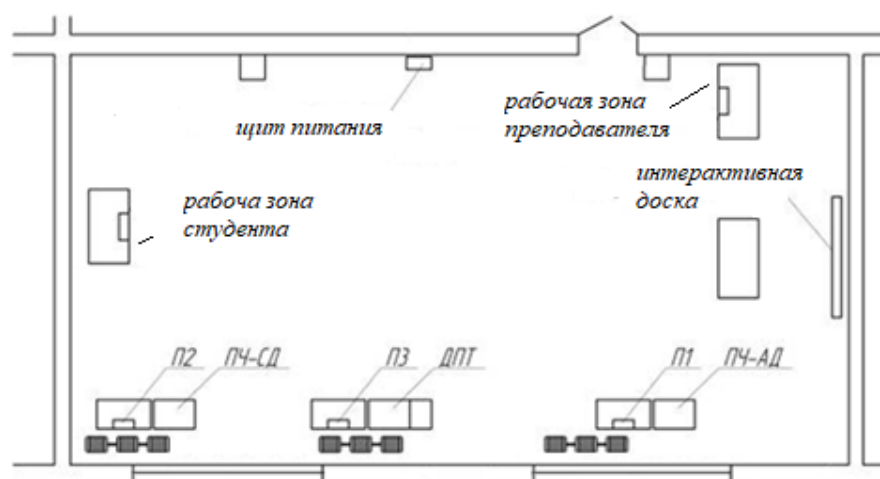 щит питания
рабочая зона
преподавателя
интерактивная
доска
рабоча зона
студента
П2
ПЧ-СД
П3
ДПТ
П1
ПЧ-АД